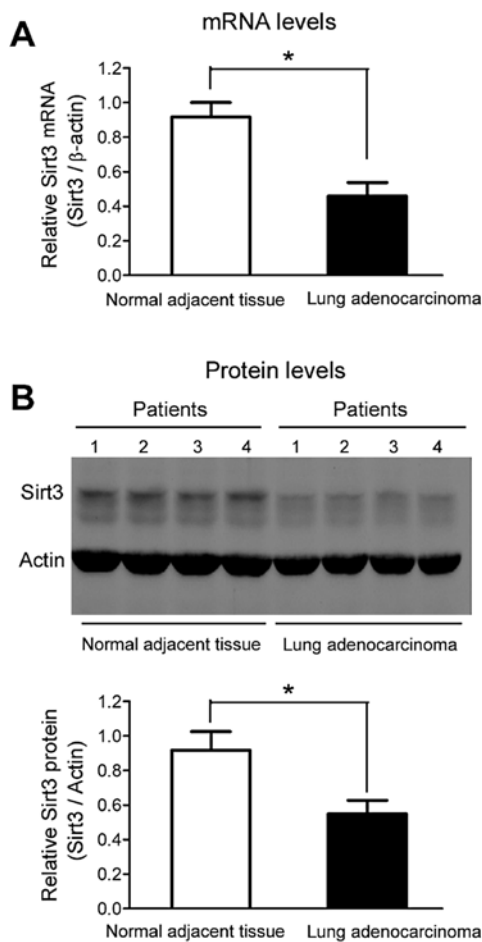 A
mRNA levels
Relative Sirt3 mRNA
(Sirt3 / β-actin)
1.2
1.0
0.8
0.6
0.4
0.2
0.0
*
Normal adjacent tissue
Lung adenocarcinoma
B
Protein levels
Patients Patients
1 2 3 4 1 2 3 4
Sirt3
Actin
Normal adjacent tissue Lung adenocarcinoma
Relative Sirt3 protein
(Sirt3 / Actin)
1.2
1.0
0.8
0.6
0.4
0.2
0.0
*
Normal adjacent tissue
Lung adenocarcinoma